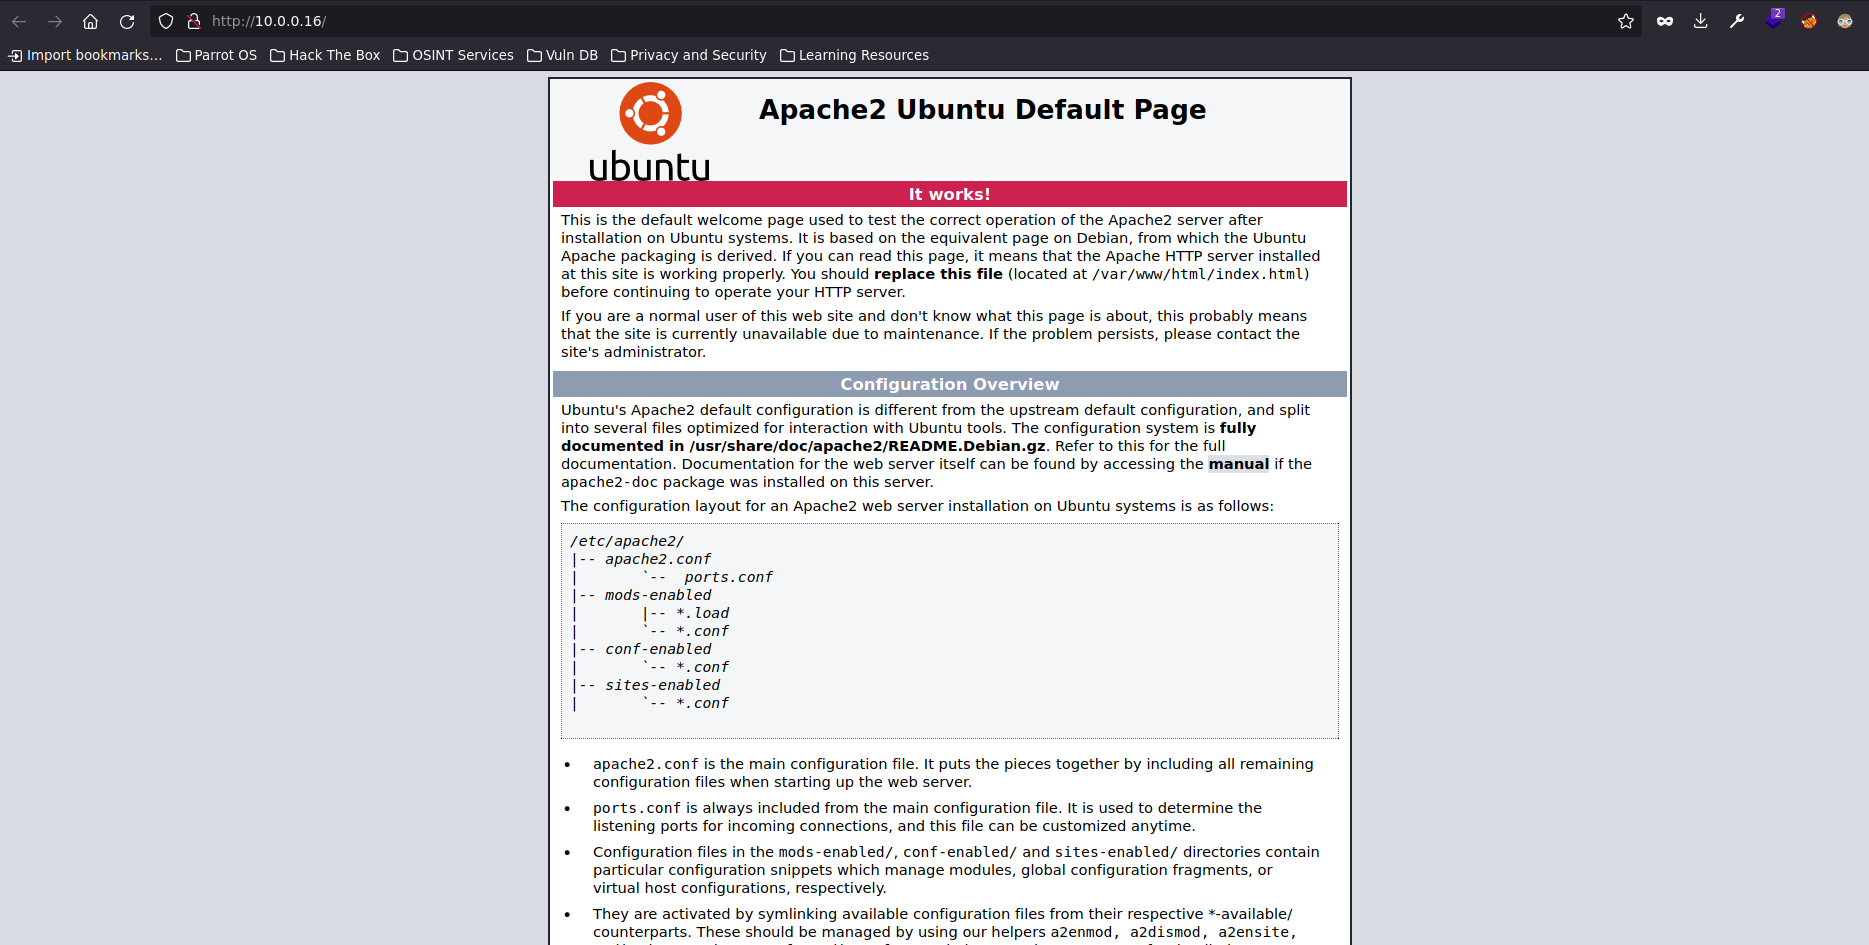 http://10.0.0.16/
2
Import bookmarks... Parrot OS Hack The Box OSINT Services Vuln DB Privacy and Security Learning Resources
ubuntu
Apache2 Ubuntu Default Page
It works!
This is the default welcome page used to test the correct operation of the Apache2 server after
installation on Ubuntu systems. It is based on the equivalent page on Debian, from which the Ubuntu
Apache packaging is derived. If you can read this page, it means that the Apache HTTP server installed
at this site is working properly. You should replace this file (located at /var/www/html/index.html)
before continuing to operate your HTTP server.
If you are a normal user of this web site and don't know what this page is about, this probably means
that the site is currently unavailable due to maintenance. If the problem persists, please contact the
site's administrator.
Configuration Overview
Ubuntu's Apache2 default configuration is different from the upstream default configuration, and split
into several files optimized for interaction with Ubuntu tools. The configuration system is fully
documented in /usr/share/doc/apache2/README.Debian.gz. Refer to this for the full
documentation. Documentation for the web server itself can be found by accessing the manual if the
apache2-doc package was installed on this server.
The configuration layout for an Apache2 web server installation on Ubuntu systems is as follows:
/etc/apache2/
|-- apache2.conf
|       `--  ports.conf
|-- mods-enabled
|       |-- *.load
|       `-- *.conf
|-- conf-enabled
|       `-- *.conf
|-- sites-enabled
|       `-- *.conf
• apache2.conf is the main configuration file. It puts the pieces together by including all remaining
configuration files when starting up the web server.
• ports.conf is always included from the main configuration file. It is used to determine the
listening ports for incoming connections, and this file can be customized anytime.
• Configuration files in the mods-enabled/, conf-enabled/ and sites-enabled/ directories contain
particular configuration snippets which manage modules, global configuration fragments, or
virtual host configurations, respectively.
• They are activated by symlinking available configuration files from their respective *-available/
counterparts. These should be managed by using our helpers a2enmod, a2dismod, a2ensite,